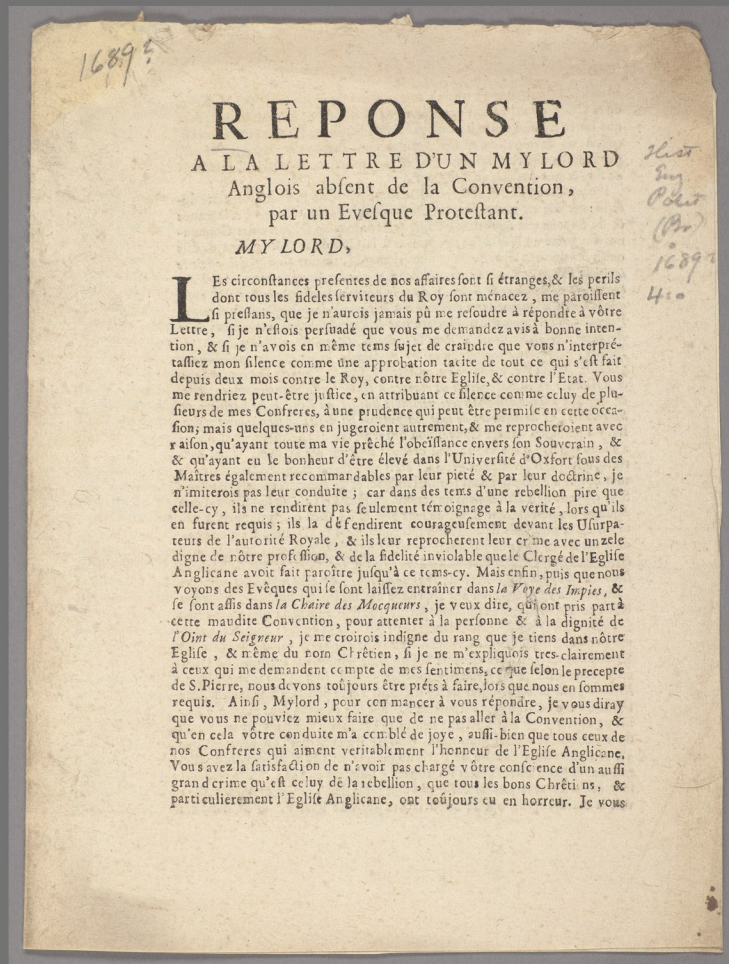 1689?
REPONSE
A LA LETTRE D'UN MYLORD
Anglois abſent de la Convention,
par un Eveſque Proteſtant.
MYLORD,
LEs circonſtances preſentes de nos affaires ſont ſi étranges,& les perils
dont tous les fideles ſerviteurs du Roy ſont menacez, me paroiſſent
ſi preſſans, que je n'aurois jamais pû me reſoudre à répondre à vôtre
Lettre, ſi je n'eſtois perſuadé que vous me demandez avis à bonne inten-
tion, & ſi je n'avois en même tems ſujet de craindre que vous n'interpré-
taſſiez mon ſilence comme une approbation tacite de tout ce qui s'eſt fait
depuis deux mois contre le Roy, contre nôtre Egliſe,& contre l'Etat. Vous
me rendriez peut-être juſtice, en attribuant ce ſilence comme celuy de plu-
ſieurs de mes Confreres, à une prudence qui peut être permiſe en cette occa-
ſion; mais quelques-uns en jugeroient autrement,& me reprocheroient avec
raiſon, qu'ayant toute ma vie prêché l'obeïſſance envers ſon Souverain, &
& qu'ayant eu le bonheur d'être élevé dans l'Univerſité d'Oxfort ſous des
Maîtres également recommandables par leur pieté & par leur doctrine, je
n'imiterois pas leur conduite; car dans des tems d'une rebellion pire que
celle-cy, ils ne rendirent pas ſeulement témoignage à la vérité, lors qu'ils
en furent requis; ils la défendirent courageuſement devant les Uſurpa-
teurs de l'autorité Royale, & ils leur reprocherent leur crime avec un zele
digne de nôtre profeſſion, & de la fidelité inviolable que le Clergé de l'Egliſe
Anglicane avoit fait paroître juſqu'à ce tems-cy. Mais enfin, puis que nous
voyons des Evêques qui ſe ſont laiſſez entraîner dans la Voye des Impies, &
ſe ſont aſſis dans la Chaire des Mocqueurs, je veux dire, qui ont pris part à
cette maudite Convention, pour attenter à la perſonne & à la dignité de
l'Oint du Seigneur, je me croirois indigne du rang que je tiens dans nôtre
Egliſe, & même du nom Chrétien, ſi je ne m'expliquois tres-clairement
à ceux qui me demandent compte de mes ſentimens, ce que ſelon le precepte
de S. Pierre, nous devons toûjours être préts à faire, lors que nous en ſommes
requis. Ainſi, Mylord, pour commancer à vous répondre, je vous diray
que vous ne pouviez mieux faire que de ne pas aller à la Convention, &
qu'en cela vôtre conduite m'a comblé de joye, auſſi-bien que tous ceux de
nos Confreres qui aiment veritablement l'honneur de l'Egliſe Anglicane,
Vous avez la ſatisfaction de n'avoir pas chargé vôtre conſcience d'un auſſi
grand crime qu'eſt celuy de la rebellion, que tous les bons Chrêtiens, &
particulierement l'Egliſe Anglicane, ont toûjours eu en horreur. Je vous
Hist
Eng
Polit
(Br)
1689?